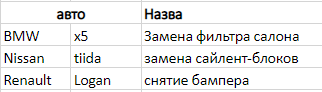 авто Назва
BMW x5 Замена фильтра салона
Nissan tiida замена сайлент-блоков
Renault Logan снятие бампера